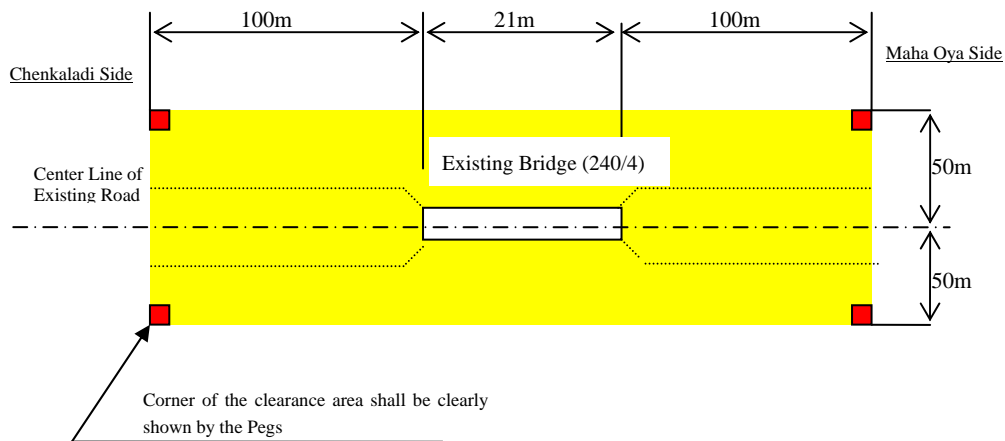 100m
21m
100m
Chenkaladi Side
Maha Oya Side
Existing Bridge (240/4)
50m
Center Line of
Existing Road
50m
Corner of the clearance area shall be clearly
shown by the Pegs